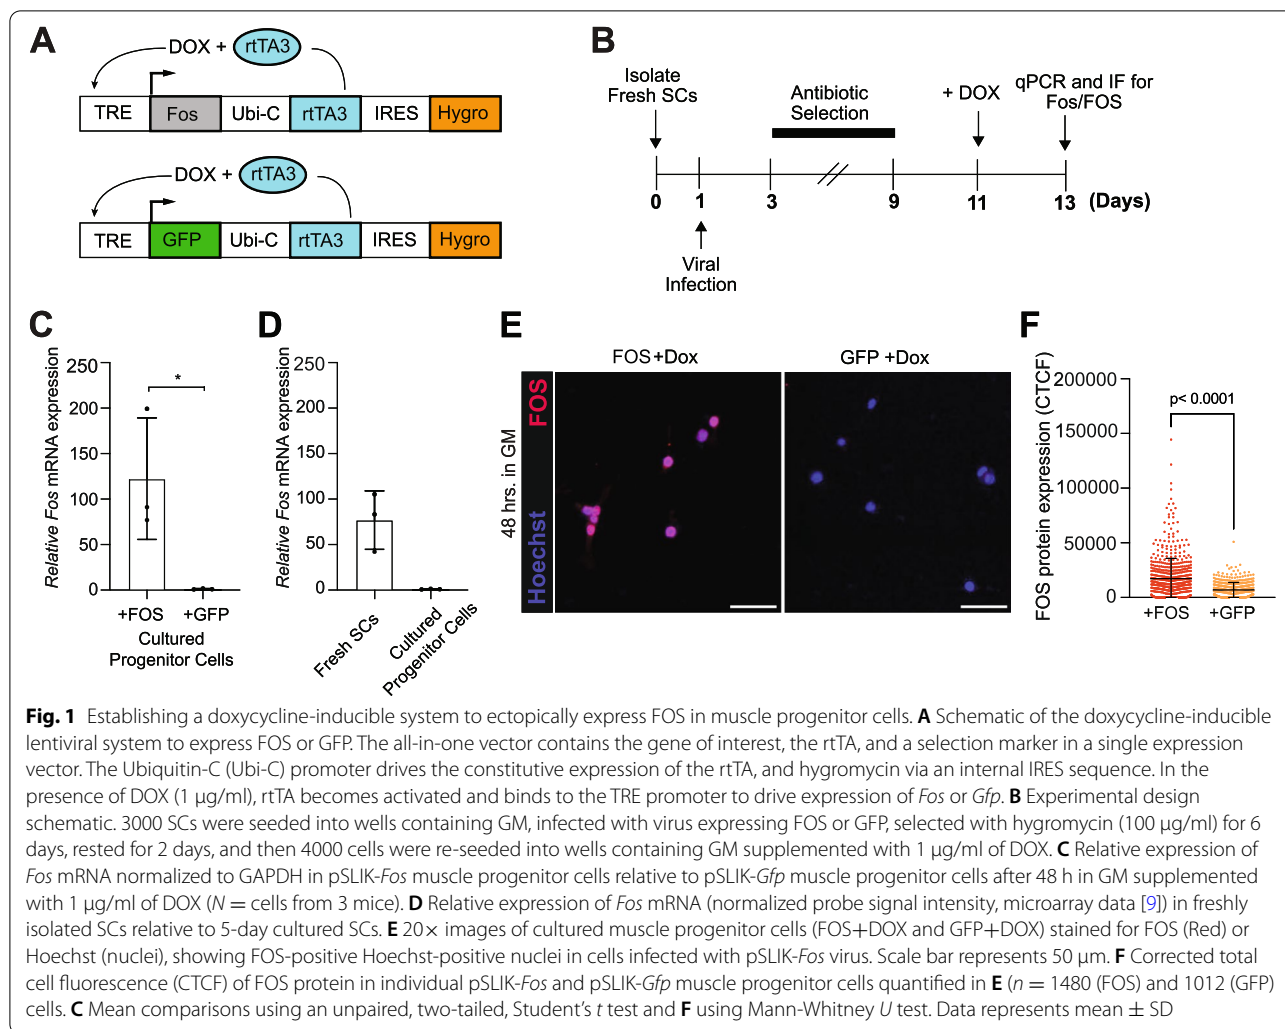 A
DOX + rtTA3
TRE Fos Ubi-C rtTA3 IRES Hygro
DOX + rtTA3
TRE GFP Ubi-C rtTA3 IRES Hygro
B
Isolate
Fresh SCs
Antibiotic
Selection
+ DOX
qPCR and IF for
Fos/FOS
0 1 3 9 11 13 (Days)
Viral
Infection
C
Relative Fos mRNA expression
250
200
150
100
50
0
*
+FOS +GFP
Cultured
Progenitor Cells
D
Relative Fos mRNA expression
250
200
150
100
50
0
Fresh SCs
Cultured
Progenitor Cells
E
FOS+Dox GFP +Dox
48 hrs. in GM
Hoechst FOS
F
FOS protein expression (CTCF)
200000
150000
100000
50000
0
p< 0.0001
+FOS +GFP
Fig. 1 Establishing a doxycycline-inducible system to ectopically express FOS in muscle progenitor cells. A Schematic of the doxycycline-inducible
lentiviral system to express FOS or GFP. The all-in-one vector contains the gene of interest, the rtTA, and a selection marker in a single expression
vector. The Ubiquitin-C (Ubi-C) promoter drives the constitutive expression of the rtTA, and hygromycin via an internal IRES sequence. In the
presence of DOX (1 μg/ml), rtTA becomes activated and binds to the TRE promoter to drive expression of Fos or Gfp. B Experimental design
schematic. 3000 SCs were seeded into wells containing GM, infected with virus expressing FOS or GFP, selected with hygromycin (100 μg/ml) for 6
days, rested for 2 days, and then 4000 cells were re-seeded into wells containing GM supplemented with 1 μg/ml of DOX. C Relative expression of
Fos mRNA normalized to GAPDH in pSLIK-Fos muscle progenitor cells relative to pSLIK-Gfp muscle progenitor cells after 48 h in GM supplemented
with 1 μg/ml of DOX (N = cells from 3 mice). D Relative expression of Fos mRNA (normalized probe signal intensity, microarray data [9]) in freshly
isolated SCs relative to 5-day cultured SCs. E 20× images of cultured muscle progenitor cells (FOS+DOX and GFP+DOX) stained for FOS (Red) or
Hoechst (nuclei), showing FOS-positive Hoechst-positive nuclei in cells infected with pSLIK-Fos virus. Scale bar represents 50 μm. F Corrected total
cell fluorescence (CTCF) of FOS protein in individual pSLIK-Fos and pSLIK-Gfp muscle progenitor cells quantified in E (n = 1480 (FOS) and 1012 (GFP)
cells. C Mean comparisons using an unpaired, two-tailed, Student's t test and F using Mann-Whitney U test. Data represents mean ± SD